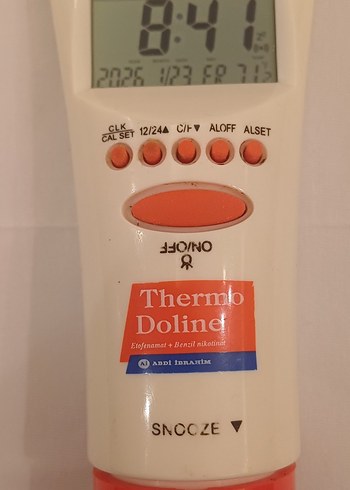 8:41
2026 1/23 FR 71
CLK
CAL SET 12/24▲ C/F▼ ALOFF ALSET
ON/OFF
Thermo
Doline
Etofenamat + Benzil nikotinat
Aİ ABDİ İBRAHİM
SNOOZE ▼